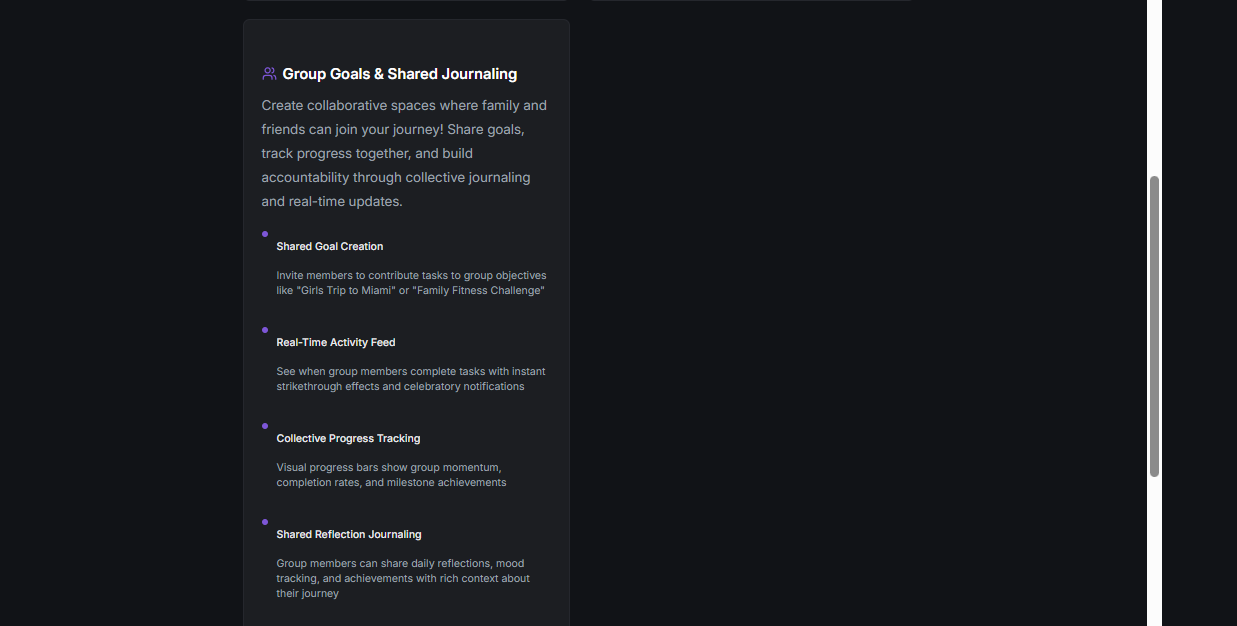 Group Goals & Shared Journaling
Create collaborative spaces where family and
friends can join your journey! Share goals,
track progress together, and build
accountability through collective journaling
and real-time updates.
Shared Goal Creation
Invite members to contribute tasks to group objectives
like "Girls Trip to Miami" or "Family Fitness Challenge"
Real-Time Activity Feed
See when group members complete tasks with instant
strikethrough effects and celebratory notifications
Collective Progress Tracking
Visual progress bars show group momentum,
completion rates, and milestone achievements
Shared Reflection Journaling
Group members can share daily reflections, mood
tracking, and achievements with rich context about
their journey